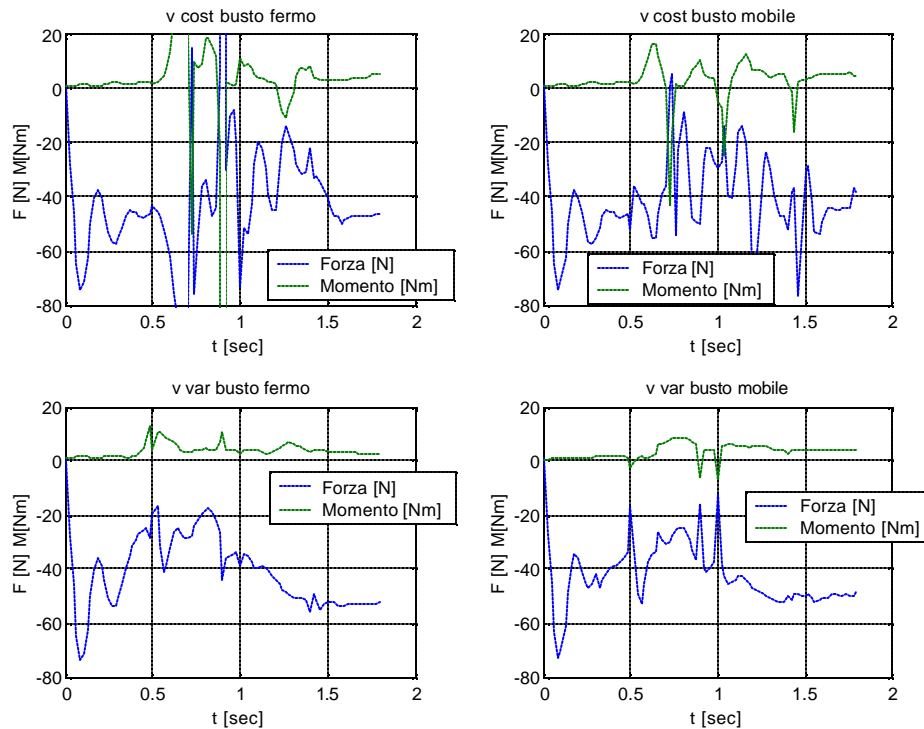 v cost busto fermo
20
0
-20
-40
-60
-80
F [N] M[Nm]
Forza [N]
Momento [Nm]
0 0.5 1 1.5 2
t [sec]
v cost busto mobile
20
0
-20
-40
-60
-80
F [N] M[Nm]
Forza [N]
Momento [Nm]
0 0.5 1 1.5 2
t [sec]
v var busto fermo
20
0
-20
-40
-60
-80
F [N] M[Nm]
Forza [N]
Momento [Nm]
0 0.5 1 1.5 2
t [sec]
v var busto mobile
20
0
-20
-40
-60
-80
F [N] M[Nm]
Forza [N]
Momento [Nm]
0 0.5 1 1.5 2
t [sec]